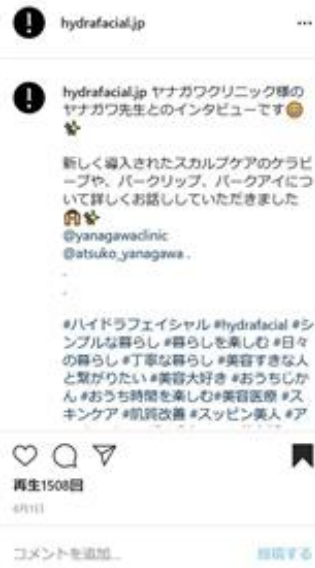 hydrafacial.jp
hydrafacial.jp ヤナガワクリニック様の
ヤナガワ先生とのインタビューです
新しく導入されたスカルプケアのケラビ
ーブや、パークリップ、パークアイにつ
いて詳しくお話ししていただきました
@yanagawaclinic
@atsuko_yanagawa .
.
.
#ハイドラフェイシャル #hydrafacial #シ
ンプルな暮らし #暮らしを楽しむ #日々
の暮らし #丁寧な暮らし #美容すきな人
と繋がりたい #美容大好き #おうちじか
ん #おうち時間を楽しむ#美容医療 #ス
キンケア #肌質改善 #スッピン美人 #ア
再生1508回
コメントを追加...
投稿する